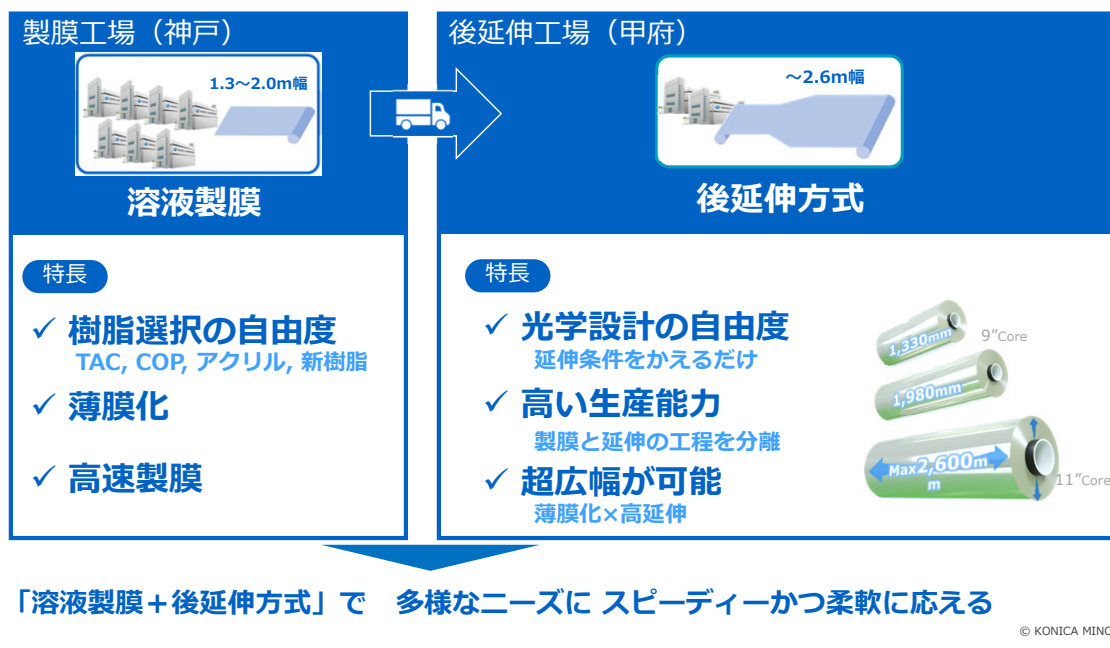 製膜工場（神戸）
1.3～2.0m幅
溶液製膜
特長
✓ 樹脂選択の自由度
TAC, COP, アクリル, 新樹脂
✓ 薄膜化
✓ 高速製膜
後延伸工場（甲府）
～2.6m幅
後延伸方式
特長
✓ 光学設計の自由度
延伸条件をかえるだけ
✓ 高い生産能力
製膜と延伸の工程を分離
✓ 超広幅が可能
薄膜化×高延伸
1,330mm
9”Core
1,980mm
Max2,600m
m
11”Core
「溶液製膜＋後延伸方式」で　多様なニーズに スピーディーかつ柔軟に応える
© KONICA MINO